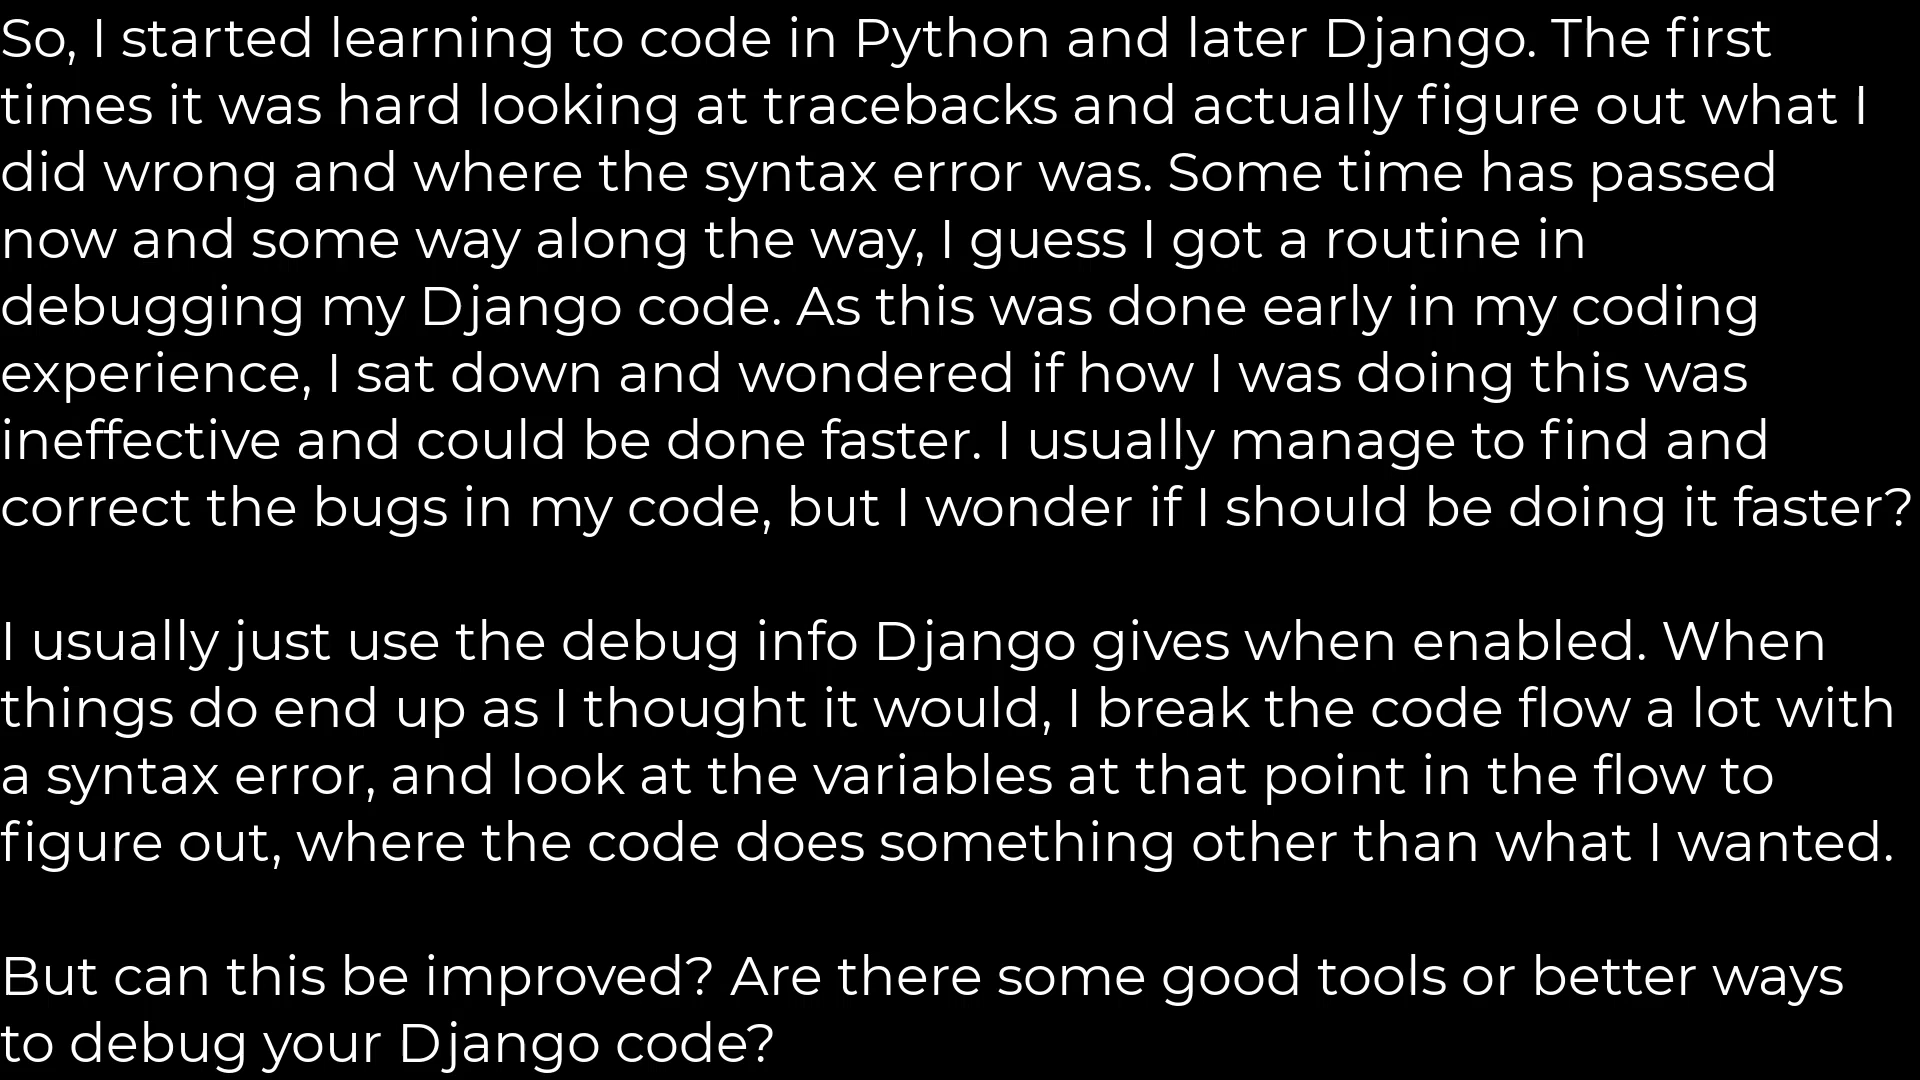 So, I started learning to code in Python and later Django. The first
times it was hard looking at tracebacks and actually figure out what I
did wrong and where the syntax error was. Some time has passed
now and some way along the way, I guess I got a routine in
debugging my Django code. As this was done early in my coding
experience, I sat down and wondered if how I was doing this was
ineffective and could be done faster. I usually manage to find and
correct the bugs in my code, but I wonder if I should be doing it faster?

I usually just use the debug info Django gives when enabled. When
things do end up as I thought it would, I break the code flow a lot with
a syntax error, and look at the variables at that point in the flow to
figure out, where the code does something other than what I wanted.

But can this be improved? Are there some good tools or better ways
to debug your Django code?